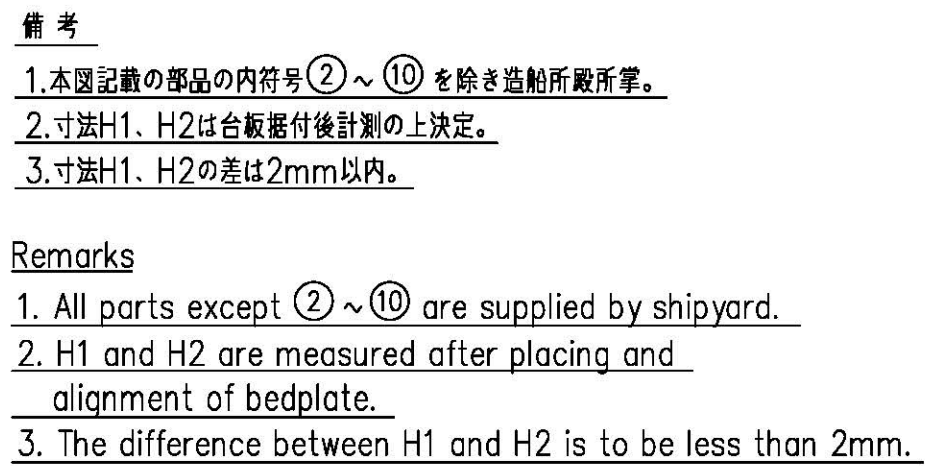 備考
1.本図記載の部品の内符号②～⑩を除き造船所殿所掌。
2.寸法H1、H2は台板据付後計測の上決定。
3.寸法H1、H2の差は2mm以内。
Remarks
1. All parts except ②～⑩ are supplied by shipyard.
2. H1 and H2 are measured after placing and
alignment of bedplate.
3. The difference between H1 and H2 is to be less than 2mm.